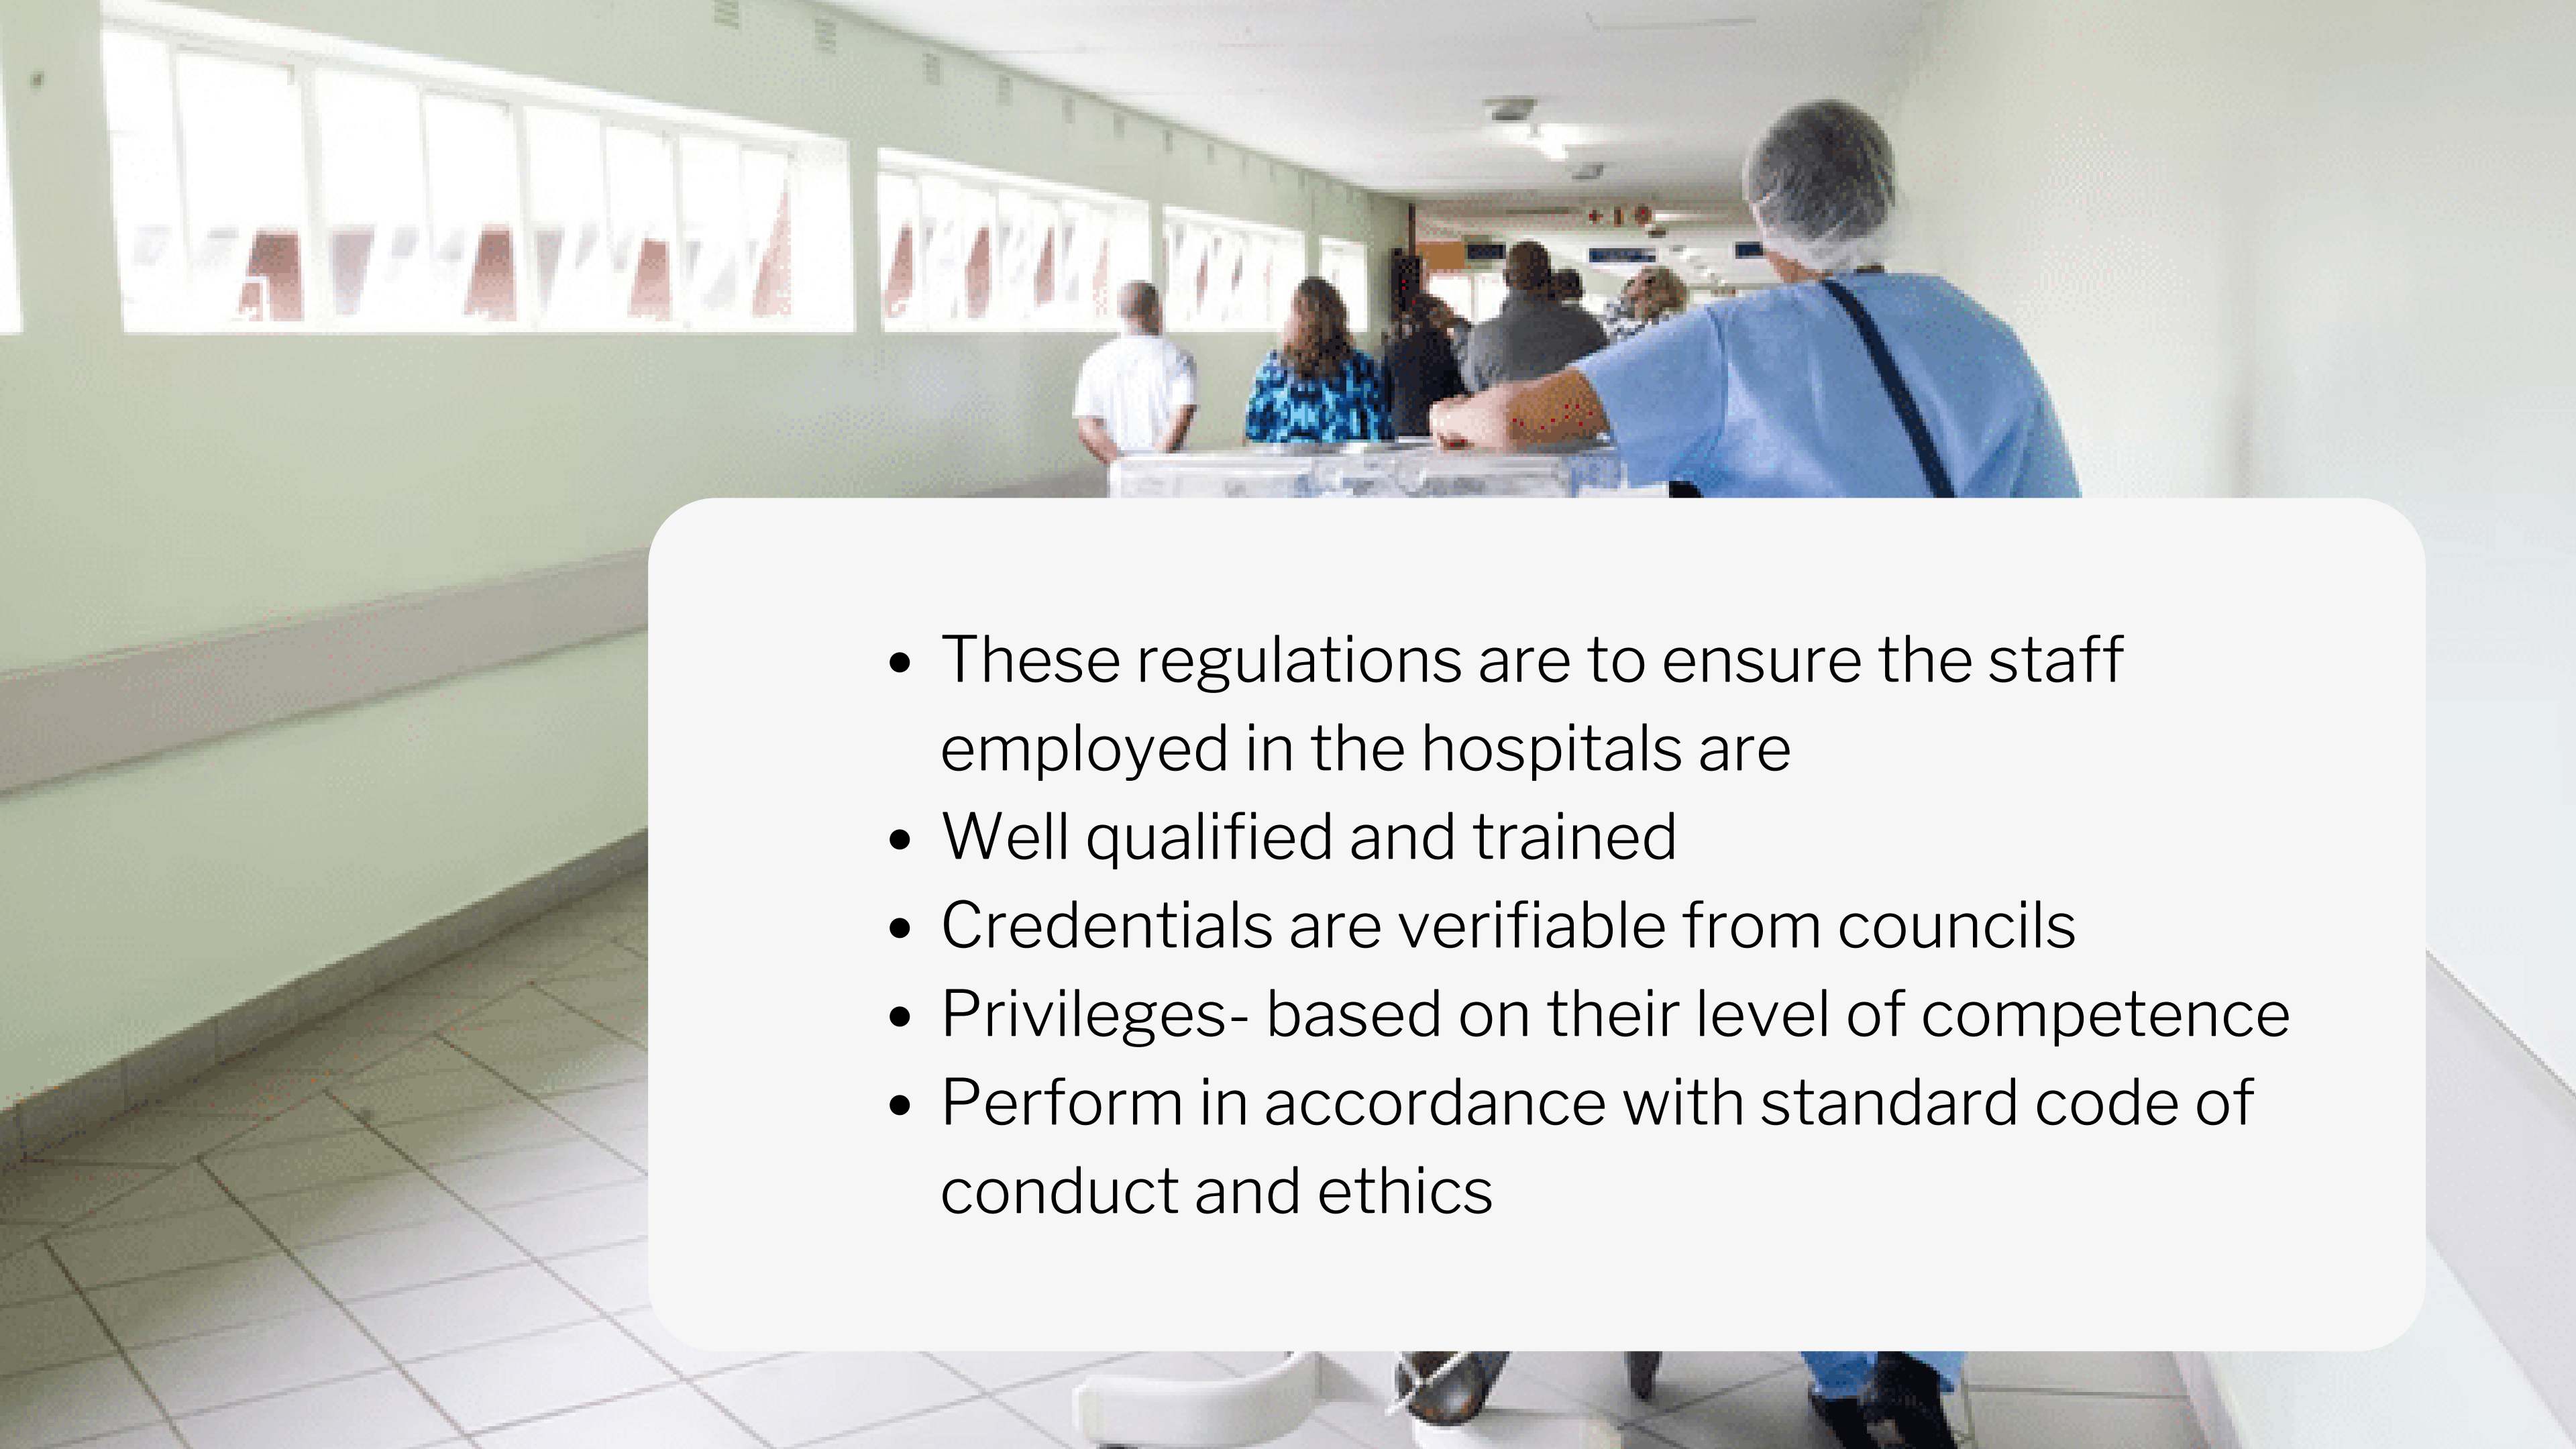 • These regulations are to ensure the staff
employed in the hospitals are
• Well qualified and trained
• Credentials are verifiable from councils
• Privileges- based on their level of competence
• Perform in accordance with standard code of
conduct and ethics